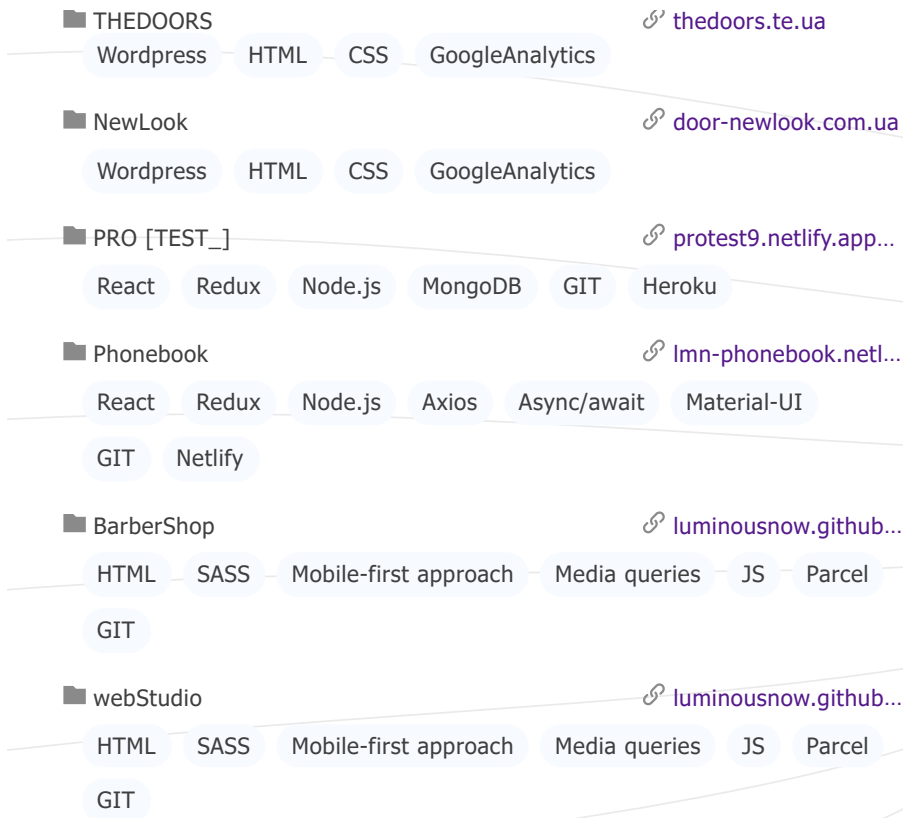 THEDOORS thedoors.te.ua
Wordpress HTML CSS GoogleAnalytics
NewLook door-newlook.com.ua
Wordpress HTML CSS GoogleAnalytics
PRO [TEST_] protest9.netlify.app…
React Redux Node.js MongoDB GIT Heroku
Phonebook lmn-phonebook.netl…
React Redux Node.js Axios Async/await Material-UI
GIT Netlify
BarberShop luminousnow.github…
HTML SASS Mobile-first approach Media queries JS Parcel
GIT
webStudio luminousnow.github…
HTML SASS Mobile-first approach Media queries JS Parcel
GIT